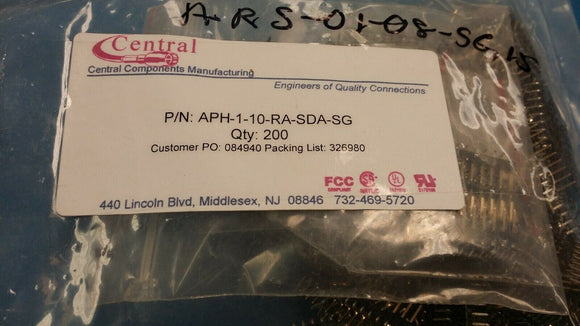 ARS-01-08-SG,15
Central
Central Components Manufacturing
Engineers of Quality Connections
P/N: APH-1-10-RA-SDA-SG
Qty: 200
Customer PO: 084940 Packing List: 326980
FCC
440 Lincoln Blvd, Middlesex, NJ 08846 732-469-5720